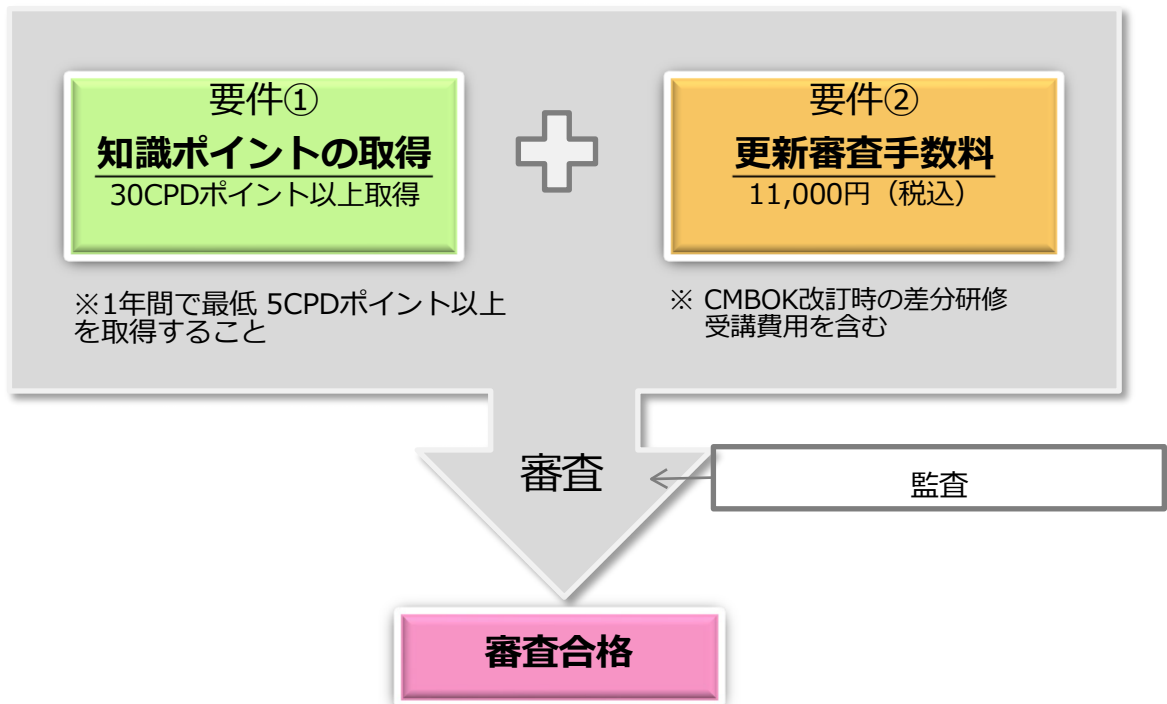 要件①
知識ポイントの取得
30CPDポイント以上取得
※1年間で最低 5CPDポイント以上
を取得すること
要件②
更新審査手数料
11,000円（税込）
※ CMBOK改訂時の差分研修
受講費用を含む
審査
監査
審査合格